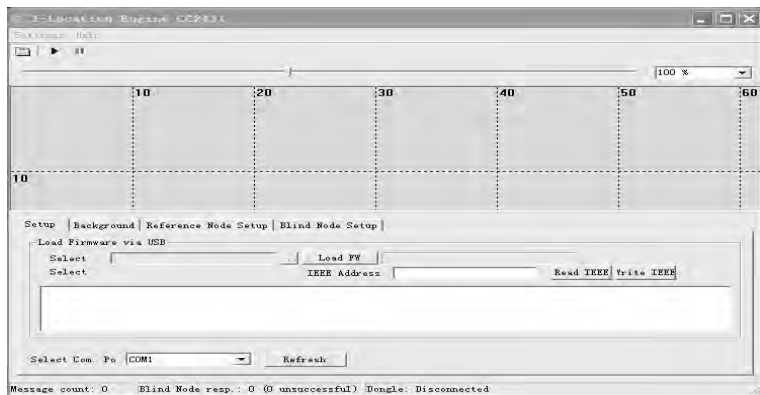 Z-Location Engine CC2431
Settings Help
100 %
10 20 30 40 50 60
10
Setup Background Reference Node Setup Blind Node Setup
Load Firmware via USB
Select Load FW
Select IEEE Address Read IEEE Write IEEE
Select Com. Po COM1 Refresh
Message count: 0 Blind Node resp.: 0 (0 unsuccessful) Dongle: Disconnected